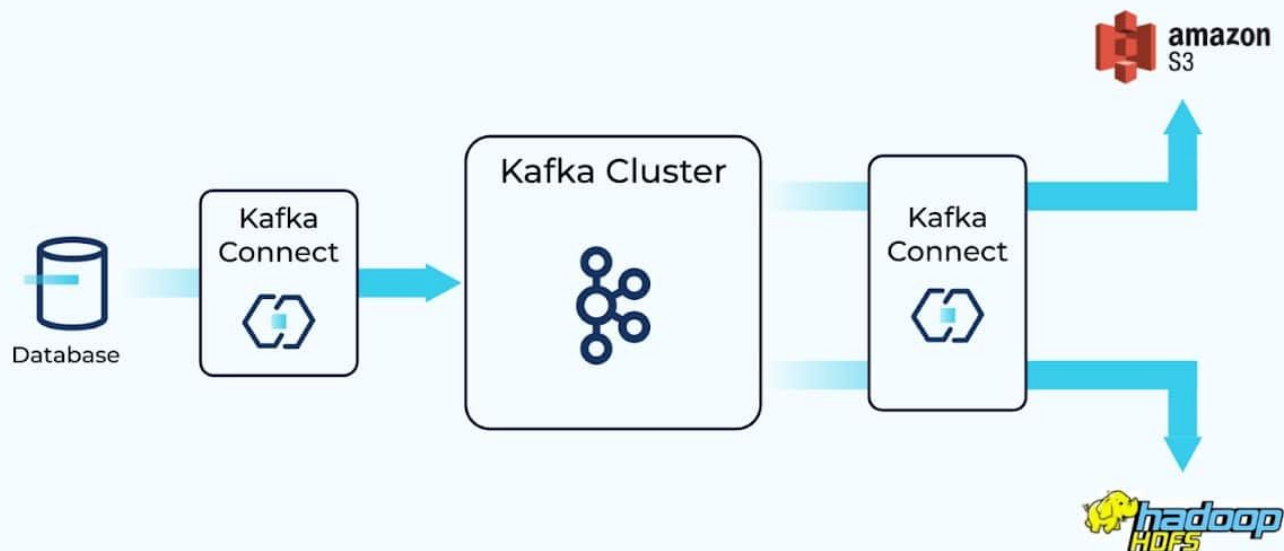 amazon
S3
Kafka Cluster
Kafka
Connect
Kafka
Connect
Database
hadoop
HDFS